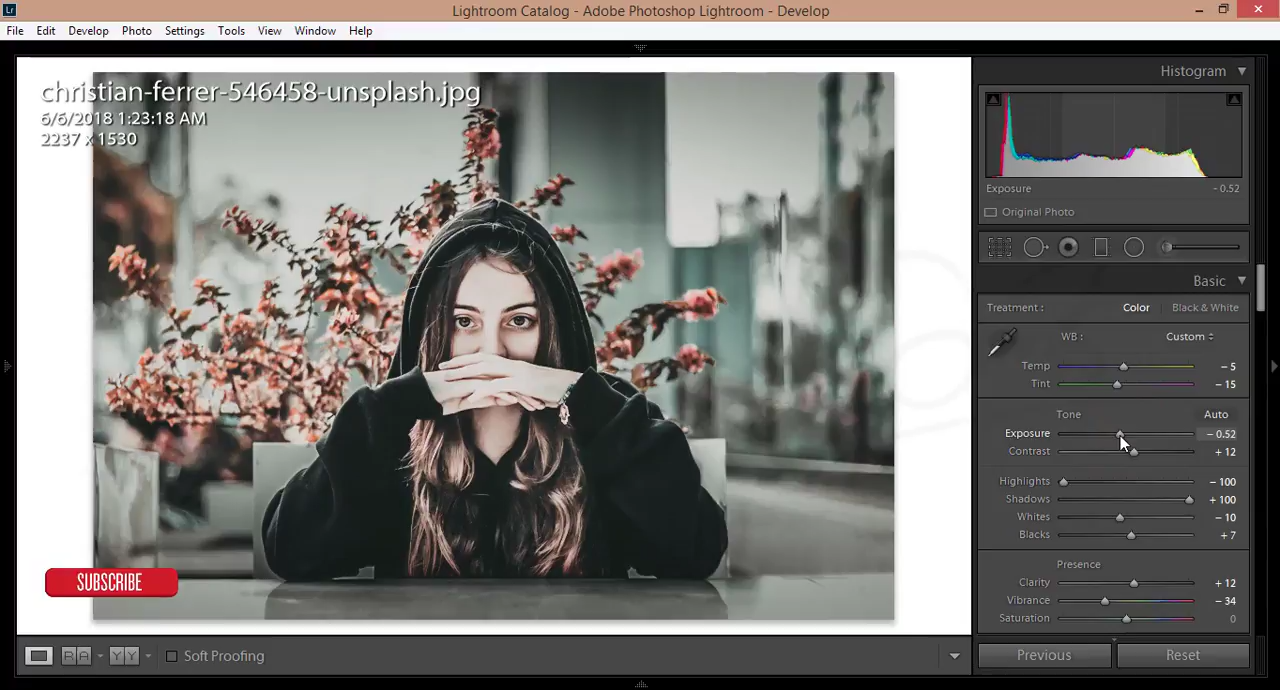 Lr
Lightroom Catalog - Adobe Photoshop Lightroom - Develop
File Edit Develop Photo Settings Tools View Window Help
christian-ferrer-546458-unsplash.jpg
6/6/2018 1:23:18 AM
2237 x 1530
SUBSCRIBE
R A Y Y Soft Proofing
Histogram
Exposure - 0.52
Original Photo
Basic
Treatment : Color Black & White
WB : Custom
Temp - 5
Tint - 15
Tone Auto
Exposure - 0.52
Contrast + 12
Highlights - 100
Shadows + 100
Whites - 10
Blacks + 7
Presence
Clarity + 12
Vibrance - 34
Saturation 0
Previous Reset